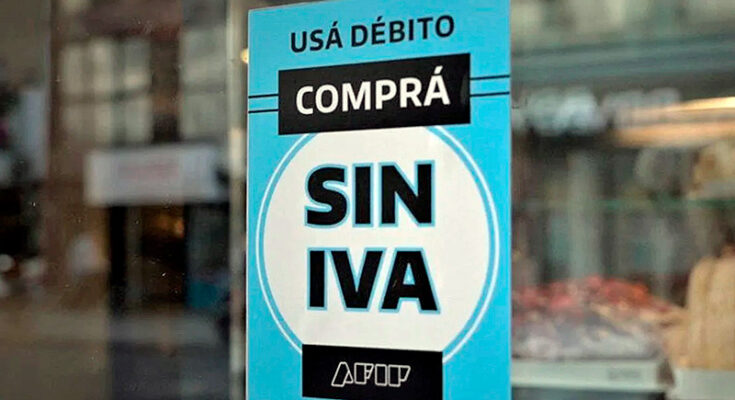 USÁ DÉBITO
COMPRÁ
SIN
IVA
AFIP